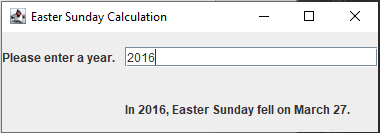 Easter Sunday Calculation
Please enter a year. 2016
In 2016, Easter Sunday fell on March 27.